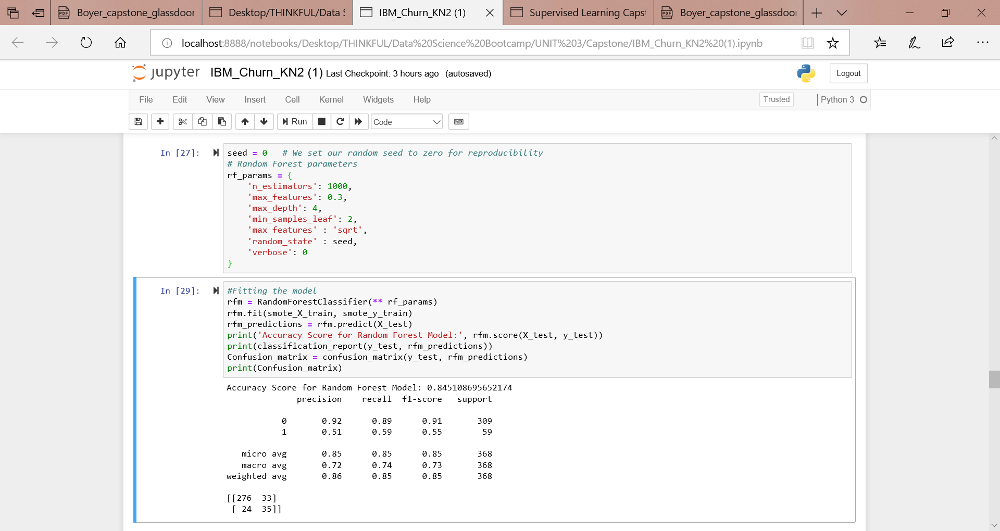 Boyer_capstone_glassdoor
Desktop/THINKFUL/Data S
IBM_Churn_KN2 (1)
Supervised Learning Capst
Boyer_capstone_glassdoor
localhost:8888/notebooks/Desktop/THINKFUL/Data%20Science%20Bootcamp/UNIT%203/Capstone/IBM_Churn_KN2%20(1).ipynb
jupyter IBM_Churn_KN2 (1) Last Checkpoint: 3 hours ago (autosaved)
Logout
File Edit View Insert Cell Kernel Widgets Help
Trusted
Python 3
Run
Code
In [27]:
seed = 0   # We set our random seed to zero for reproducibility
# Random Forest parameters
rf_params = {
    'n_estimators': 1000,
    'max_features': 0.3,
    'max_depth': 4,
    'min_samples_leaf': 2,
    'max_features' : 'sqrt',
    'random_state' : seed,
    'verbose': 0
}
In [29]:
#Fitting the model
rfm = RandomForestClassifier(** rf_params)
rfm.fit(smote_X_train, smote_y_train)
rfm_predictions = rfm.predict(X_test)
print('Accuracy Score for Random Forest Model:', rfm.score(X_test, y_test))
print(classification_report(y_test, rfm_predictions))
Confusion_matrix = confusion_matrix(y_test, rfm_predictions)
print(Confusion_matrix)
Accuracy Score for Random Forest Model: 0.845108695652174
              precision    recall  f1-score   support
           0       0.92      0.89      0.91       309
           1       0.51      0.59      0.55        59
   micro avg       0.85      0.85      0.85       368
   macro avg       0.72      0.74      0.73       368
weighted avg       0.86      0.85      0.85       368
[[276  33]
 [ 24  35]]